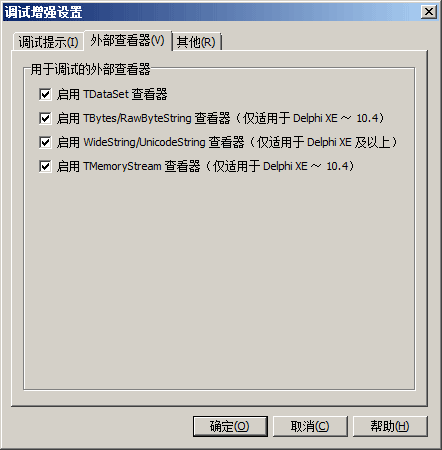 调试增强设置
调试提示(I) 外部查看器(V) 其他(R)
用于调试的外部查看器
启用 TDataSet 查看器
启用 TBytes/RawByteString 查看器（仅适用于 Delphi XE ～ 10.4）
启用 WideString/UnicodeString 查看器（仅适用于 Delphi XE 及以上）
启用 TMemoryStream 查看器（仅适用于 Delphi XE ～ 10.4）
确定(O) 取消(C) 帮助(H)